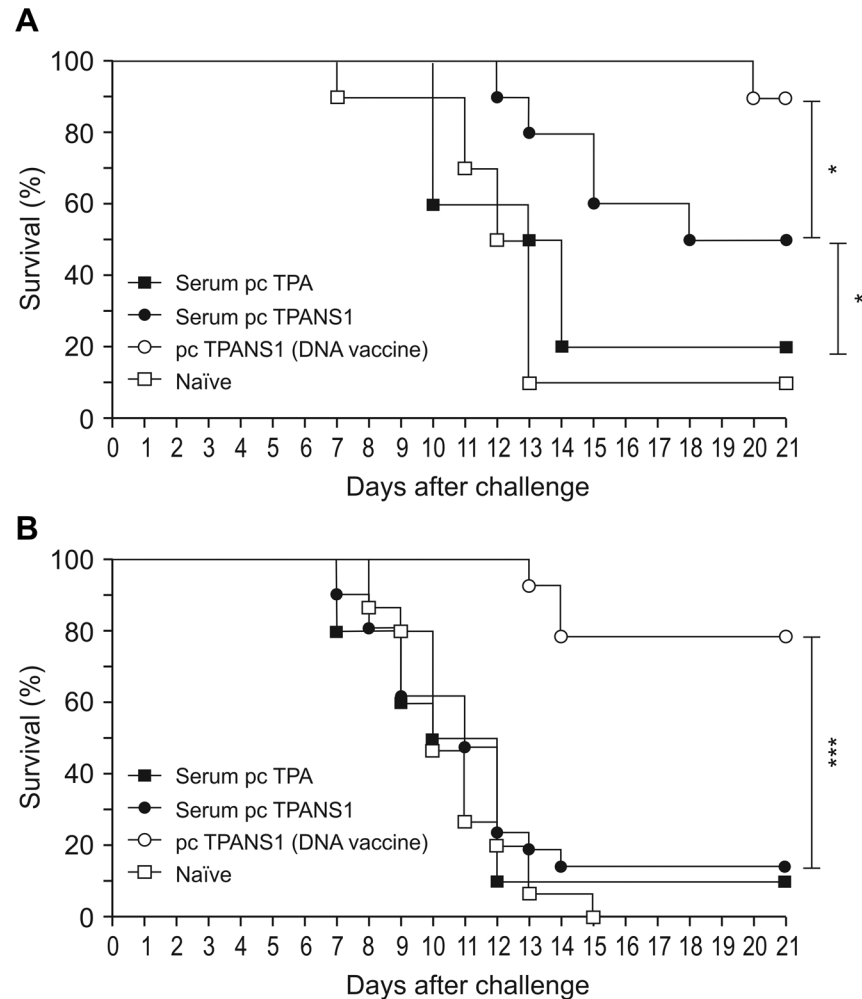 A
100
80
60
40
20
0
Survival (%)
Serum pc TPA
Serum pc TPANS1
pc TPANS1 (DNA vaccine)
Naïve
*
*
0 1 2 3 4 5 6 7 8 9 10 11 12 13 14 15 16 17 18 19 20 21
Days after challenge
B
100
80
60
40
20
0
Survival (%)
Serum pc TPA
Serum pc TPANS1
pc TPANS1 (DNA vaccine)
Naïve
***
0 1 2 3 4 5 6 7 8 9 10 11 12 13 14 15 16 17 18 19 20 21
Days after challenge